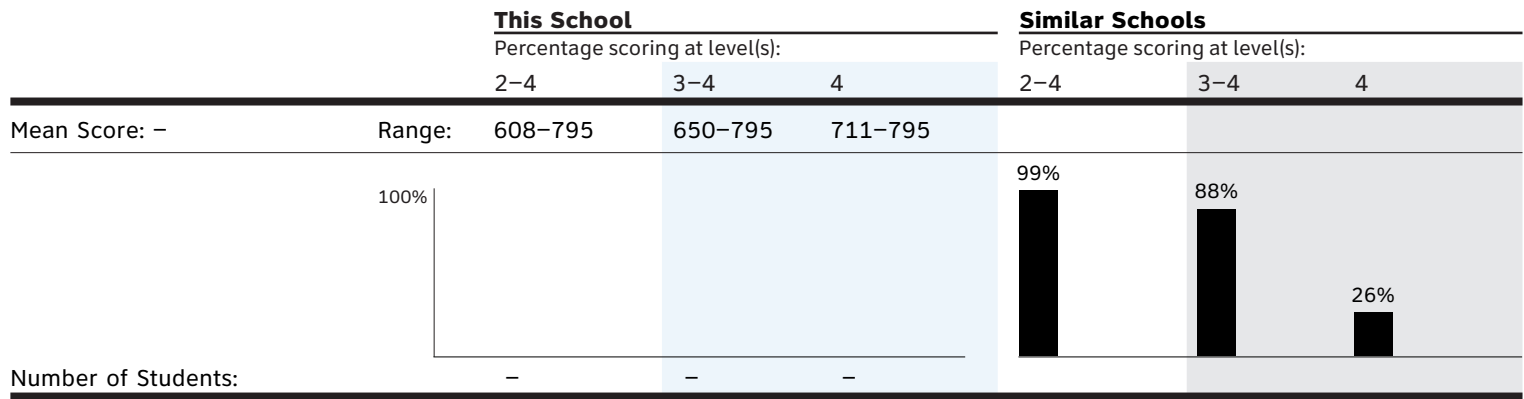 This School Similar Schools
Percentage scoring at level(s): Percentage scoring at level(s):
2–4 3–4 4 2–4 3–4 4
Mean Score: – Range: 608–795 650–795 711–795
99%
88%
100%
26%
Number of Students: – – –